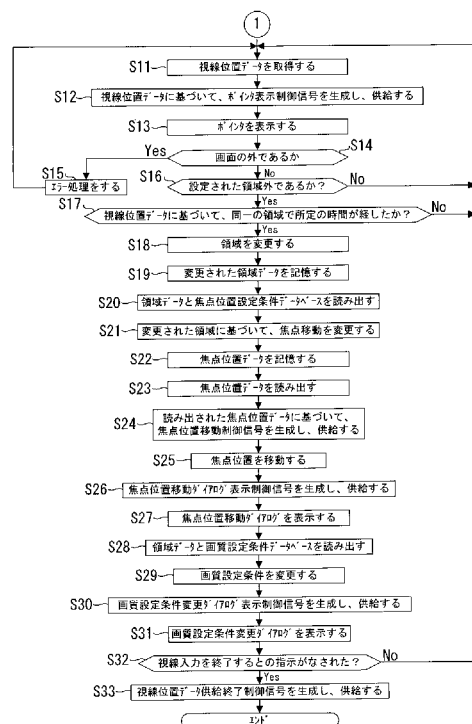 1
S11
視線位置データを取得する
S12
視線位置データに基づいて、ポインタ表示制御信号を生成し、供給する
S13
ポインタを表示する
S14
画面の外であるか
Yes
No
S15
エラー処理をする
S16
設定された領域外であるか？
No
Yes
S17
視線位置データに基づいて、同一の領域で所定の時間が経したか？
No
Yes
S18
領域を変更する
S19
変更された領域データを記憶する
S20
領域データと焦点位置設定条件データベースを読み出す
S21
変更された領域に基づいて、焦点移動を変更する
S22
焦点位置データを記憶する
S23
焦点位置データを読み出す
S24
読み出された焦点位置データに基づいて、
焦点位置移動制御信号を生成し、供給する
S25
焦点位置を移動する
S26
焦点位置移動ダイアログ表示制御信号を生成し、供給する
S27
焦点位置移動ダイアログを表示する
S28
領域データと画質設定条件データベースを読み出す
S29
画質設定条件を変更する
S30
画質設定条件変更ダイアログ表示制御信号を生成し、供給する
S31
画質設定条件変更ダイアログを表示する
S32
視線入力を終了するとの指示がなされた？
No
Yes
S33
視線位置データ供給終了制御信号を生成し、供給する
エンド